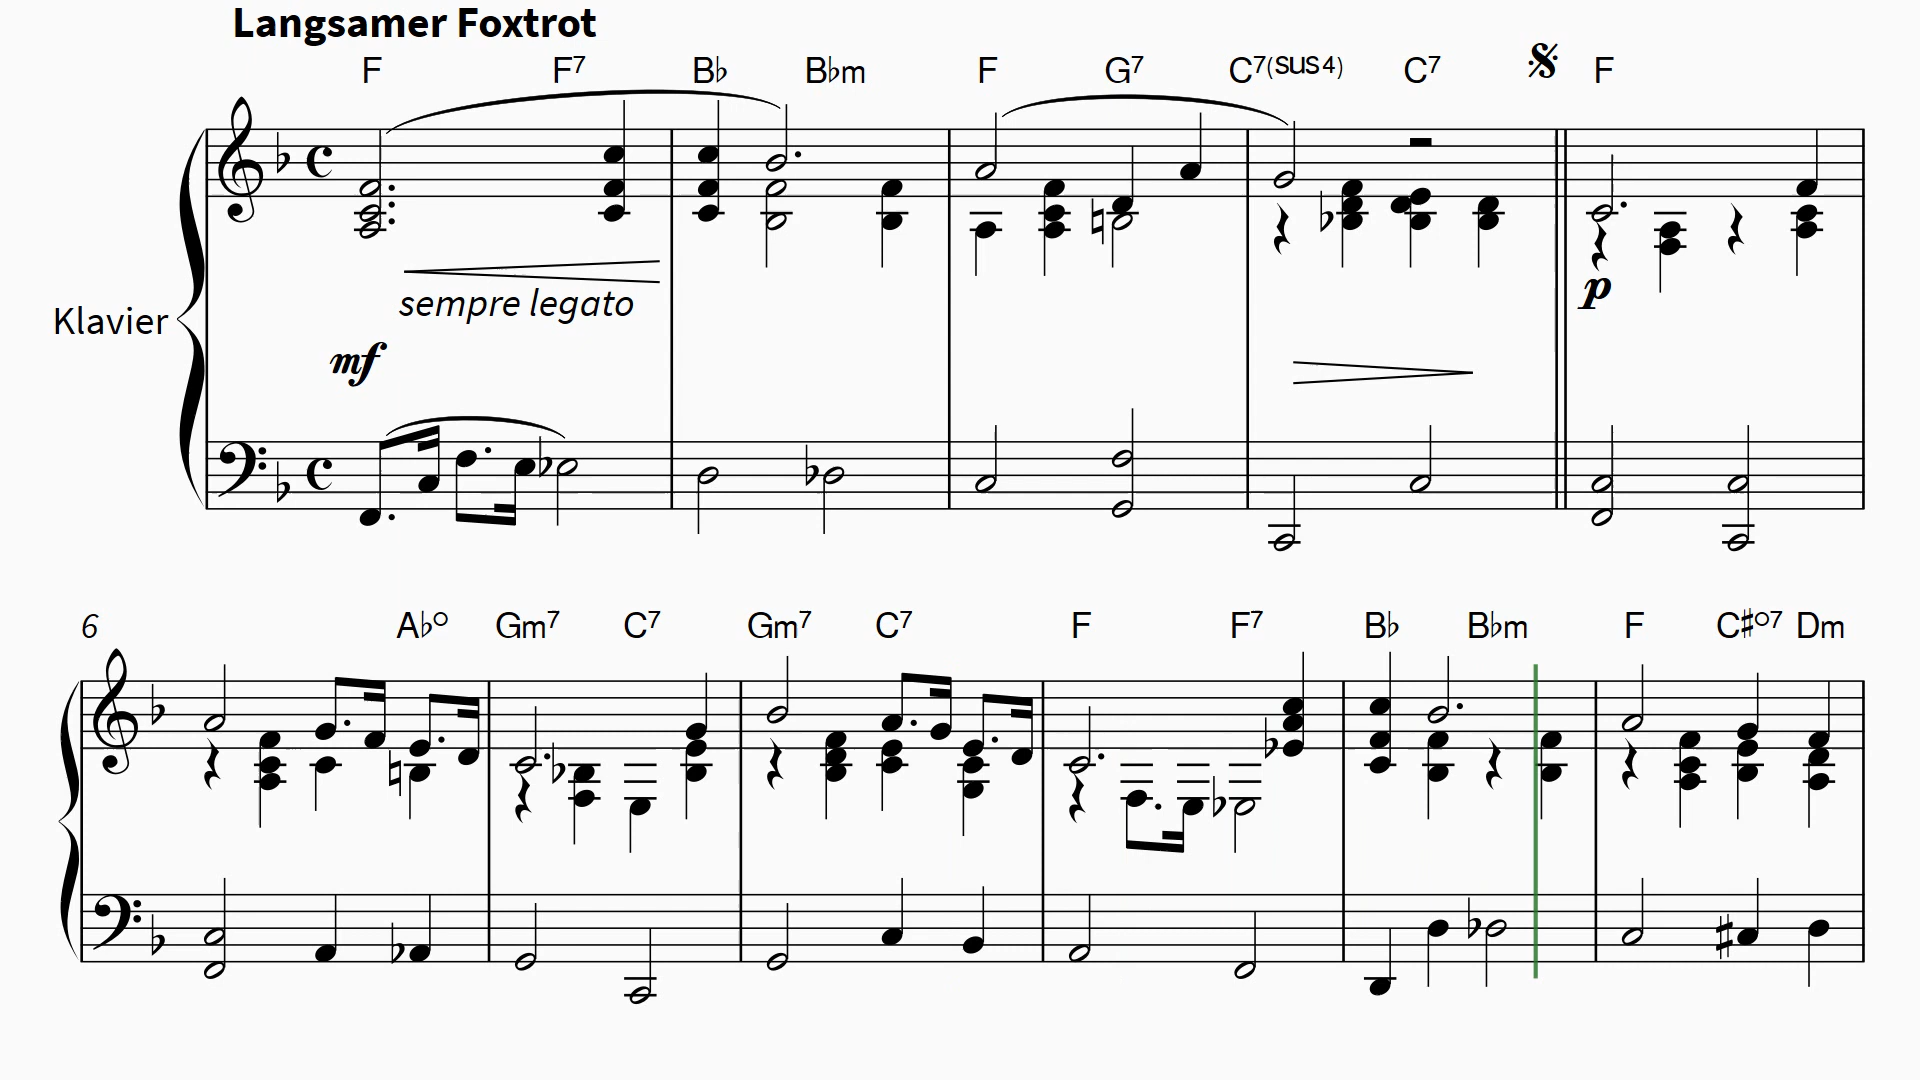 Langsamer Foxtrot
F F7 B♭ B♭m F G7 C7(sus4) C7 F
sempre legato
p
Klavier
mf
6 A♭○ Gm7 C7 Gm7 C7 F F7 B♭ B♭m F C♯○7 Dm